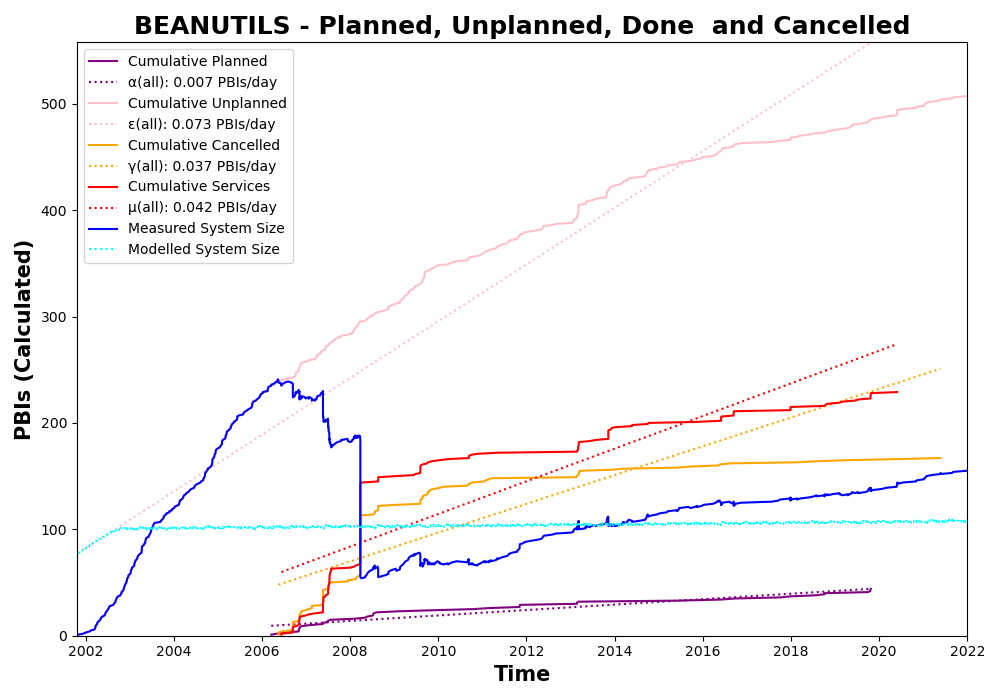 BEANUTILS - Planned, Unplanned, Done  and Cancelled
Cumulative Planned
α(all): 0.007 PBIs/day
Cumulative Unplanned
ε(all): 0.073 PBIs/day
Cumulative Cancelled
γ(all): 0.037 PBIs/day
Cumulative Services
μ(all): 0.042 PBIs/day
Measured System Size
Modelled System Size
PBIs (Calculated)
500
400
300
200
100
0
2002 2004 2006 2008 2010 2012 2014 2016 2018 2020 2022
Time